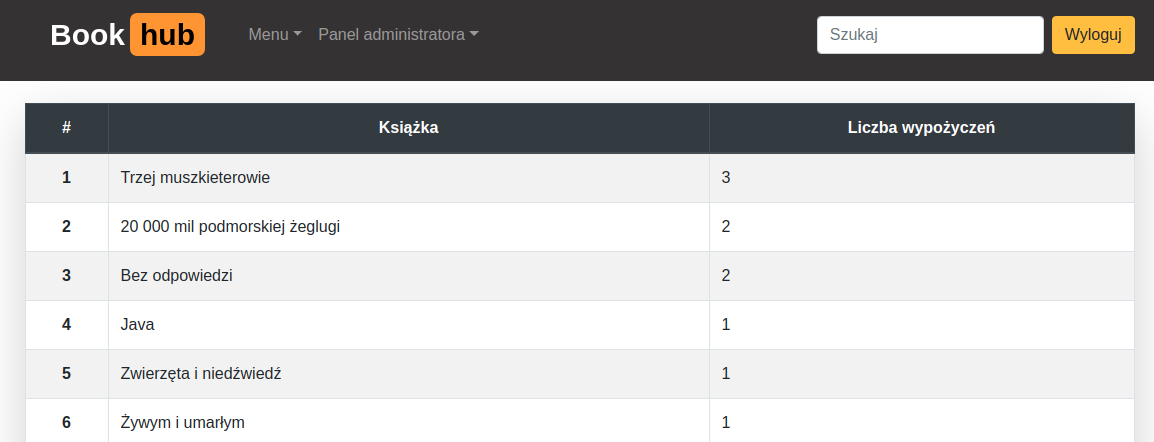 Book hub Menu Panel administratora Szukaj Wyloguj
# Książka Liczba wypożyczeń
1 Trzej muszkieterowie 3
2 20 000 mil podmorskiej żeglugi 2
3 Bez odpowiedzi 2
4 Java 1
5 Zwierzęta i niedźwiedź 1
6 Żywym i umarłym 1